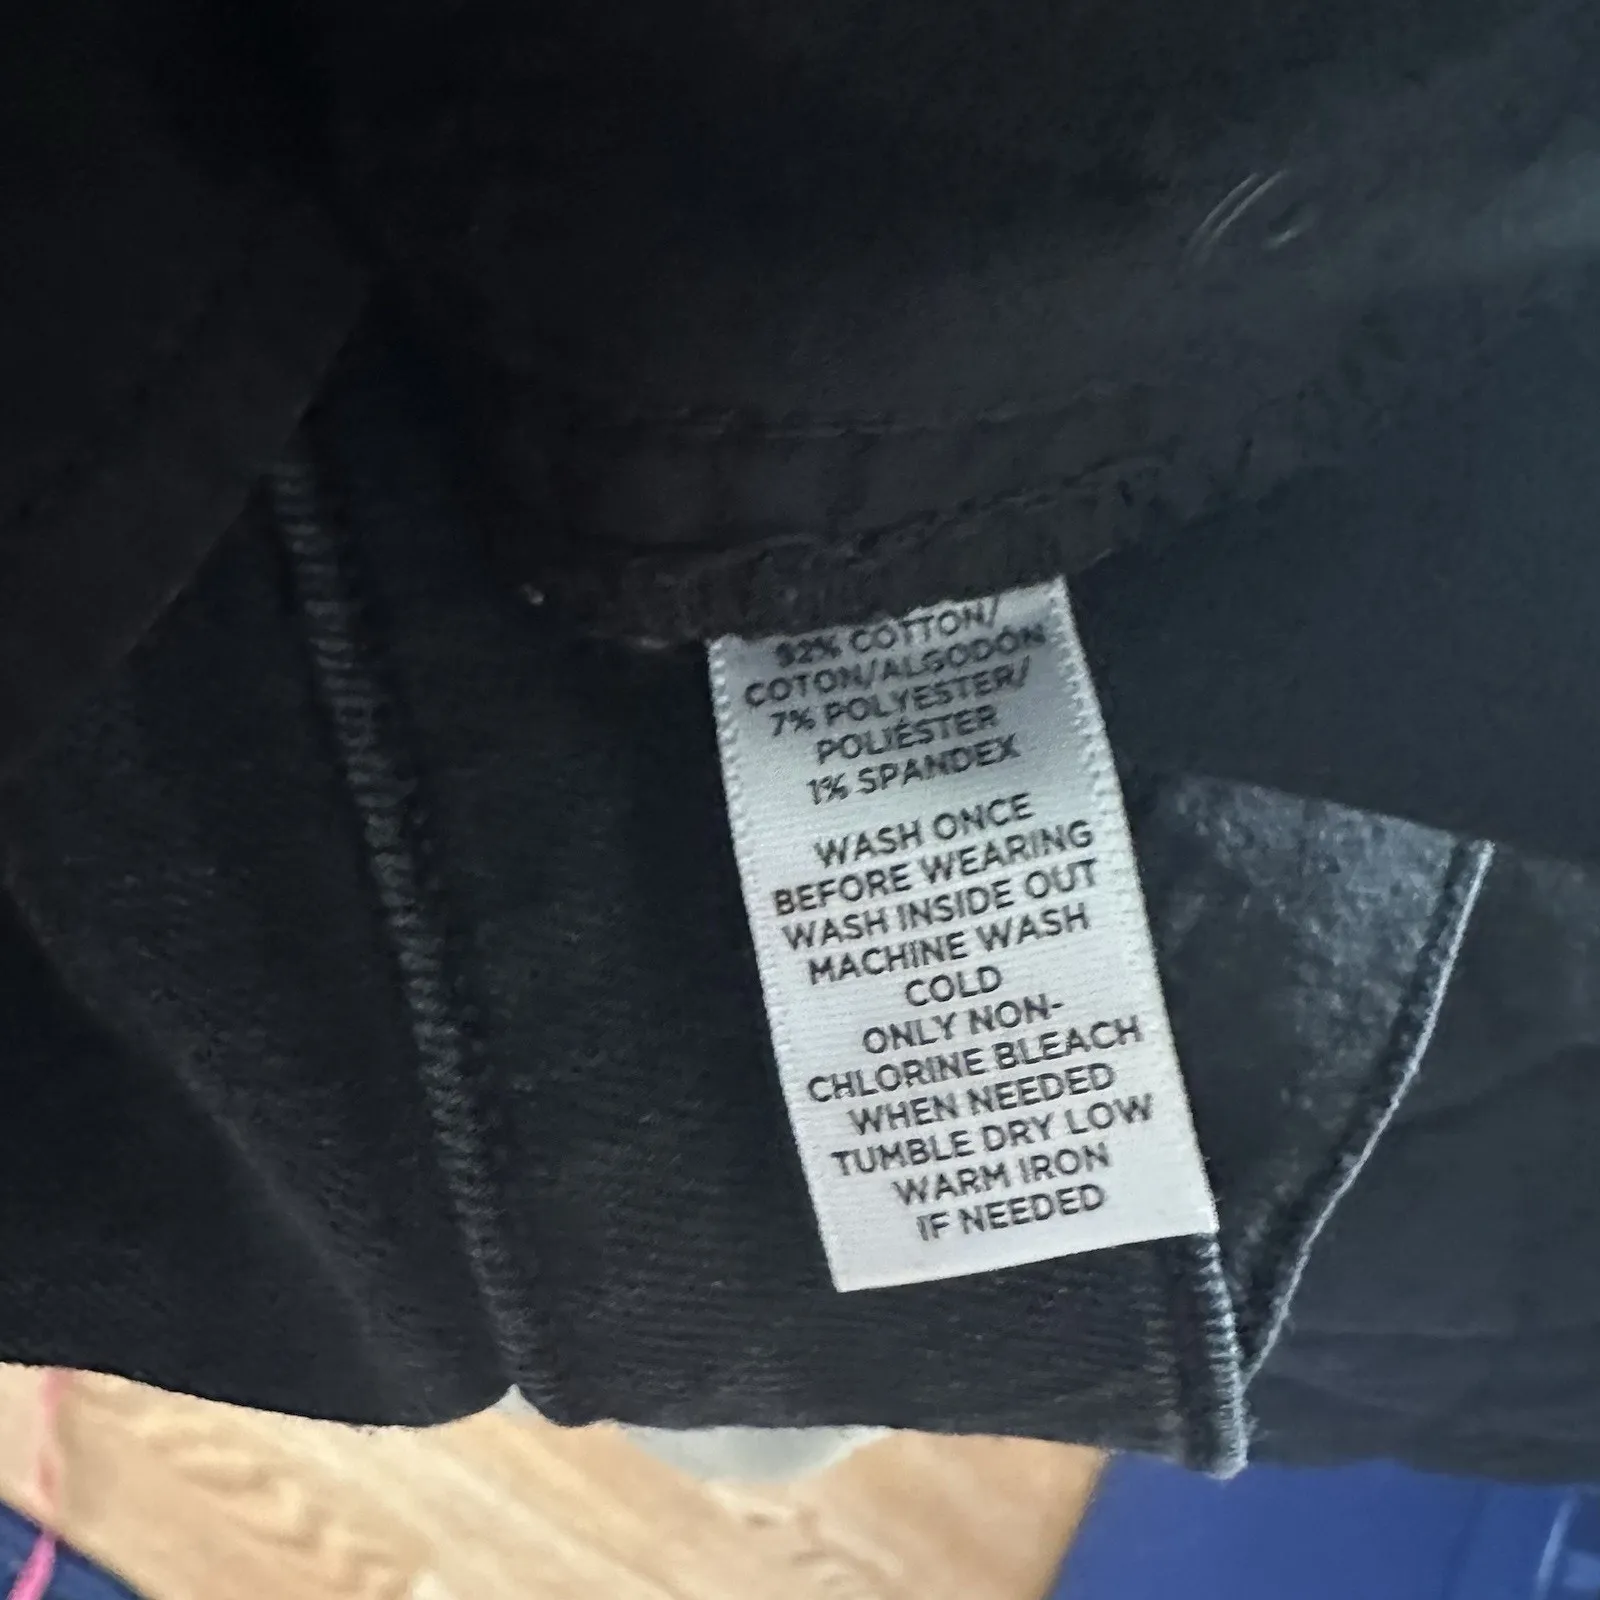 92% COTTON/
COTON/ALGODÓN
7% POLYESTER/
POLIÉSTER
1% SPANDEX
WASH ONCE
BEFORE WEARING
WASH INSIDE OUT
MACHINE WASH
COLD
ONLY NON-
CHLORINE BLEACH
WHEN NEEDED
TUMBLE DRY LOW
WARM IRON
IF NEEDED